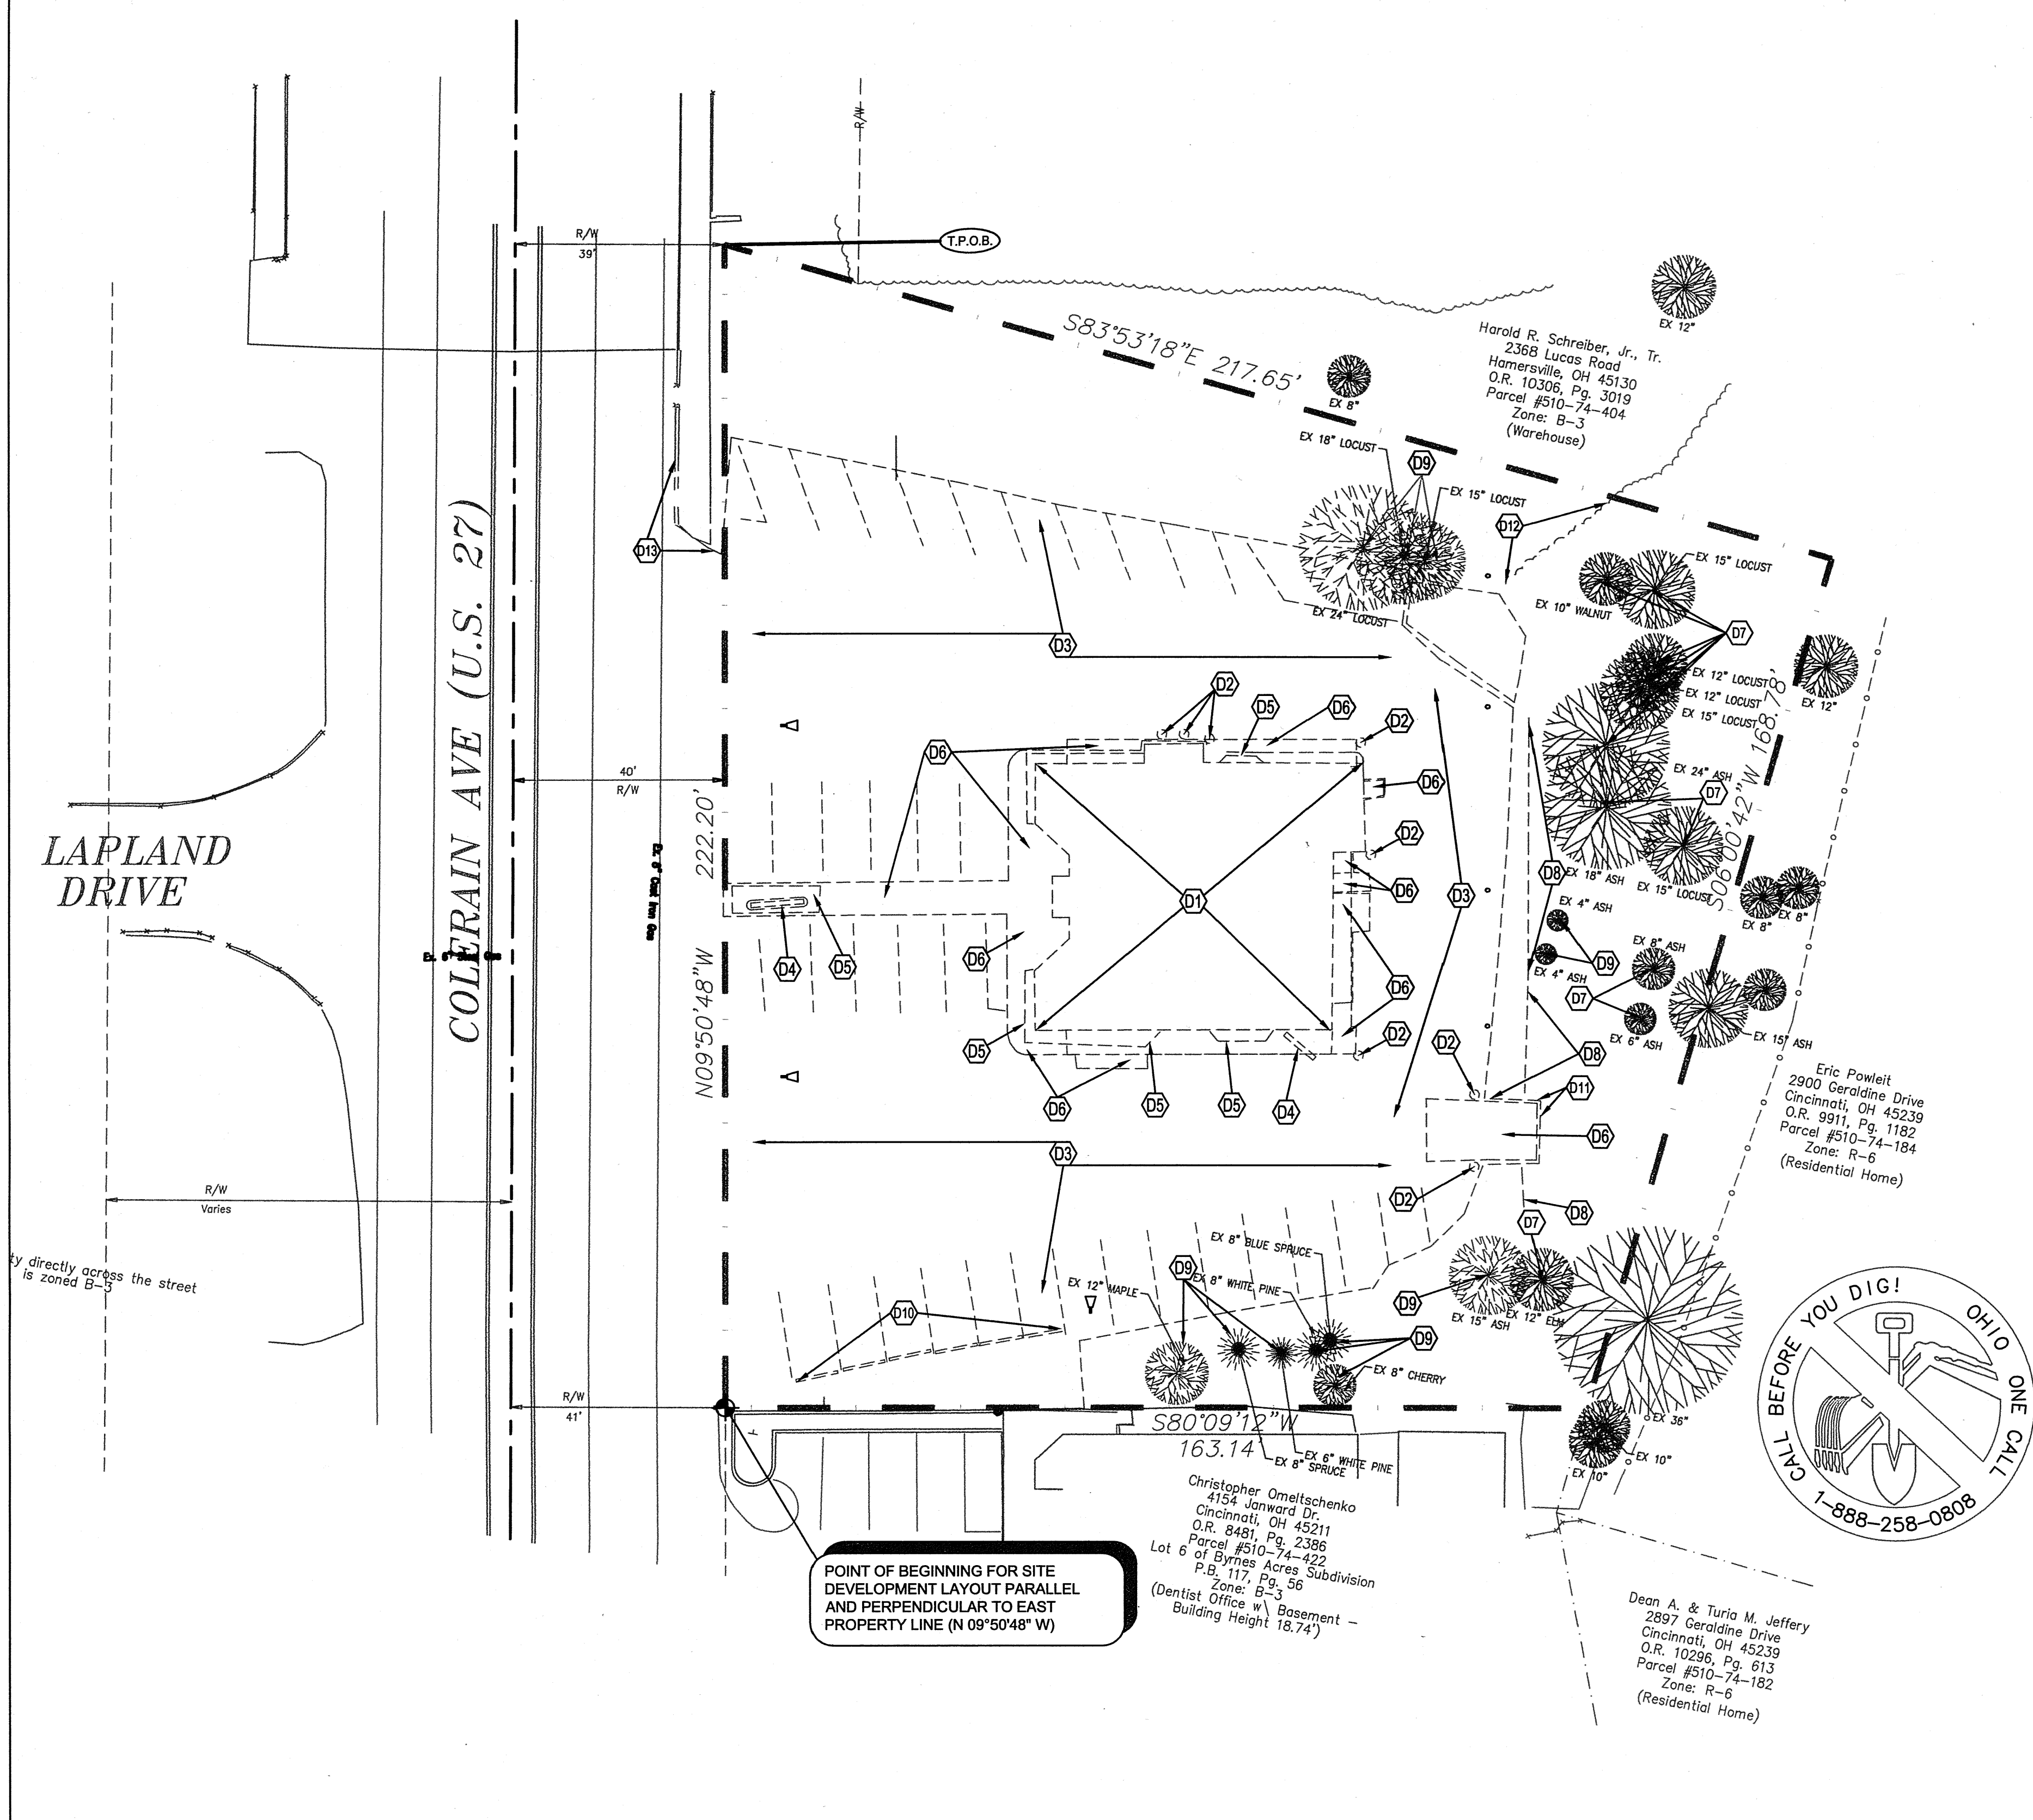 R/W
R/W
39'
T.P.O.B.
S83°53'18"E 217.65'
EX 12"
Harold R. Schreiber, Jr., Tr.
2368 Lucas Road
Hamersville, OH 45130
O.R. 10306, Pg. 3019
Parcel #510-74-404
Zone: B-3
(Warehouse)
EX 8"
EX 18" LOCUST
D9
EX 15" LOCUST
D12
D13
EX 24" LOCUST
EX 15" LOCUST
EX 10" WALNUT
D7
D3
EX 12" LOCUST
EX 12" LOCUST
EX 15" LOCUST
EX 12"
S06°00'42"W 168.78'
D2
D5
D6
D2
D6
40'
R/W
D6
EX 24" ASH
D7
D2
COLERAIN AVE (U.S. 27)
LAPLAND
DRIVE
N09°50'48"W
222.20'
Ex. 8" Cast Iron Gas
D8
EX 18" ASH
EX 15" LOCUST
D6
D3
D1
EX 8"
EX 8"
EX 4" ASH
EX 8" ASH
D4
D5
D6
EX 4" ASH
D9
D6
D7
EX 6" ASH
EX 15" ASH
D5
D2
D2
D8
D11
D6
D5
D5
D4
D6
Eric Powleit
2900 Geraldine Drive
Cincinnati, OH 45239
O.R. 9911, Pg. 1182
Parcel #510-74-184
Zone: R-6
(Residential Home)
D3
D2
D8
D7
R/W
Varies
ty directly across the street
is zoned B-3
EX 8" BLUE SPRUCE
D9
EX 8" WHITE PINE
EX 12" MAPLE
D10
D9
EX 15" ASH
EX 12" ELM
D9
EX 8" CHERRY
R/W
41'
S80°09'12"W
163.14'
EX 6" WHITE PINE
EX 8" SPRUCE
EX 36"
EX 10"
EX 10"
CALL BEFORE YOU DIG!
OHIO ONE CALL
1-888-258-0808
Christopher Omeltschenko
4154 Janward Dr.
Cincinnati, OH 45211
O.R. 8481, Pg. 2386
Parcel #510-74-422
Lot 6 of Byrnes Acres Subdivision
P.B. 117, Pg. 56
Zone: B-3
(Dentist Office w\ Basement -
Building Height 18.74')
POINT OF BEGINNING FOR SITE
DEVELOPMENT LAYOUT PARALLEL
AND PERPENDICULAR TO EAST
PROPERTY LINE (N 09°50'48" W)
Dean A. & Turia M. Jeffery
2897 Geraldine Drive
Cincinnati, OH 45239
O.R. 10296, Pg. 613
Parcel #510-74-182
Zone: R-6
(Residential Home)